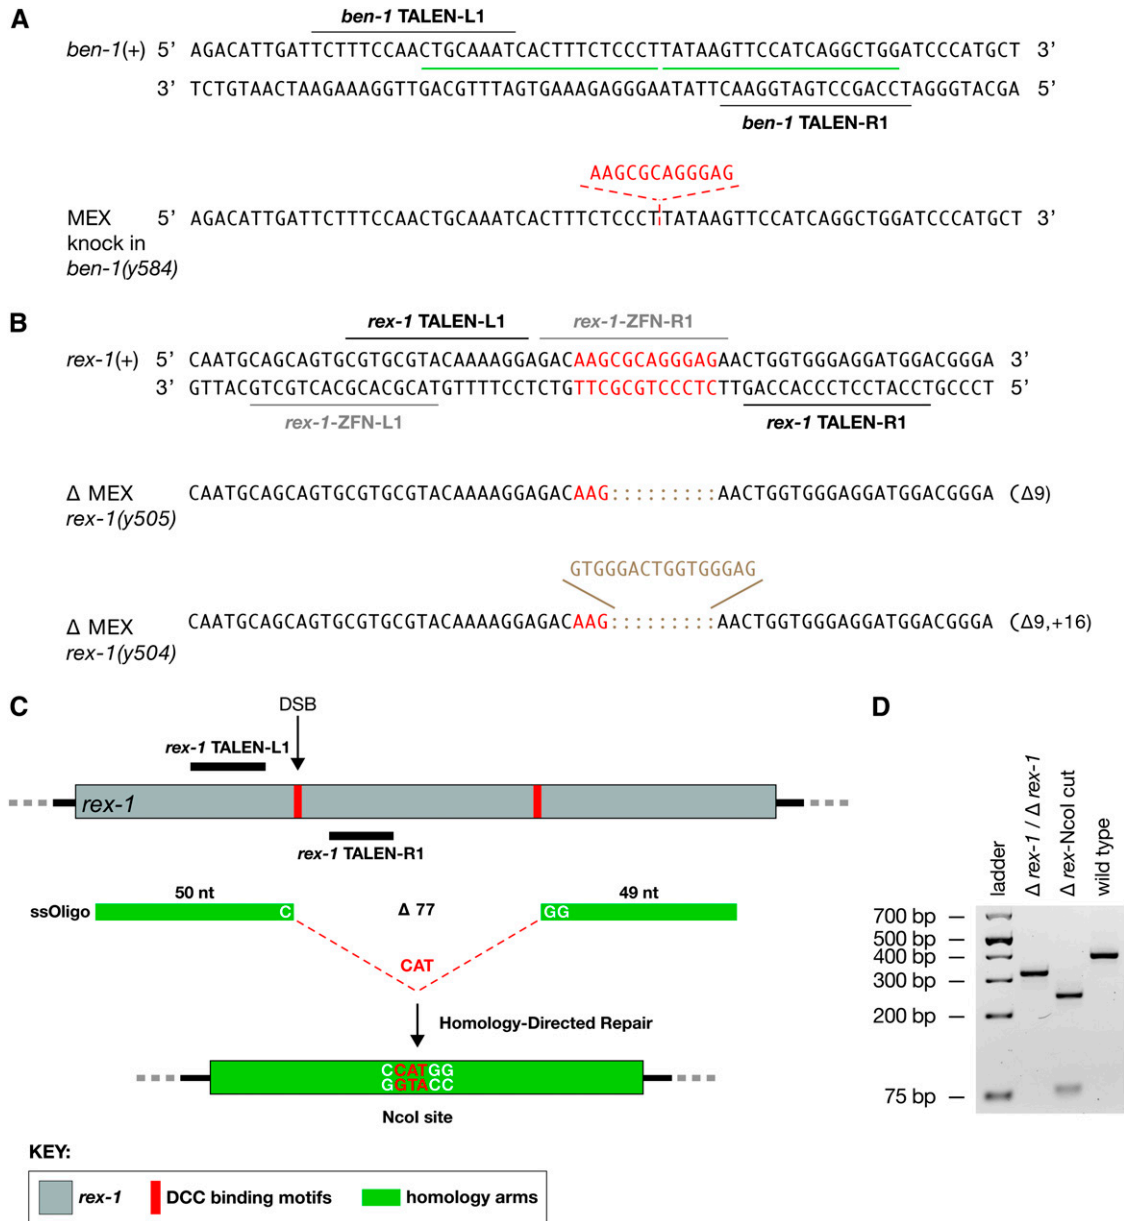 A
ben-1 TALEN-L1
ben-1(+) 5’ AGACATTGATTCTTTCCAACTGCAAATCACTTTCTCCCTTATAAGTTCCATCAGGCTGGATCCCATGCT 3’
3’ TCTGTAACTAAGAAAGGTTGACGTTTAGTGAAAGAGGGAATATTCAAGGTAGTCCGACCTAGGGTACGA 5’
ben-1 TALEN-R1
AAGCGCAGGGAG
MEX 5’ AGACATTGATTCTTTCCAACTGCAAATCACTTTCTCCCTTATAAGTTCCATCAGGCTGGATCCCATGCT 3’
knock in
ben-1(y584)
B
rex-1 TALEN-L1 rex-1-ZFN-R1
rex-1(+) 5’ CAATGCAGCAGTGCGTGCGTACAAAAGGAGACAAGCGCAGGGAGAACTGGTGGGAGGATGGACGGGA 3’
3’ GTTACGTCGTCACGCACGCATGTTTTCCTCTGTTCGCGTCCCTCTTGACCACCCTCCTACCTGCCCT 5’
rex-1-ZFN-L1 rex-1 TALEN-R1
Δ MEX CAATGCAGCAGTGCGTGCGTACAAAAGGAGACAAG:::::::::AACTGGTGGGAGGATGGACGGGA (Δ9)
rex-1(y505)
GTGGGACTGGTGGGAG
Δ MEX CAATGCAGCAGTGCGTGCGTACAAAAGGAGACAAG:::::::::AACTGGTGGGAGGATGGACGGGA (Δ9,+16)
rex-1(y504)
C
DSB
rex-1 TALEN-L1
rex-1
rex-1 TALEN-R1
50 nt Δ 77 49 nt
ssOligo C GG
CAT
Homology-Directed Repair
CCATGG
GGTACC
NcoI site
KEY:
rex-1 DCC binding motifs homology arms
D
ladder
Δ rex-1 / Δ rex-1
Δ rex-NcoI cut
wild type
700 bp
500 bp
400 bp
300 bp
200 bp
75 bp